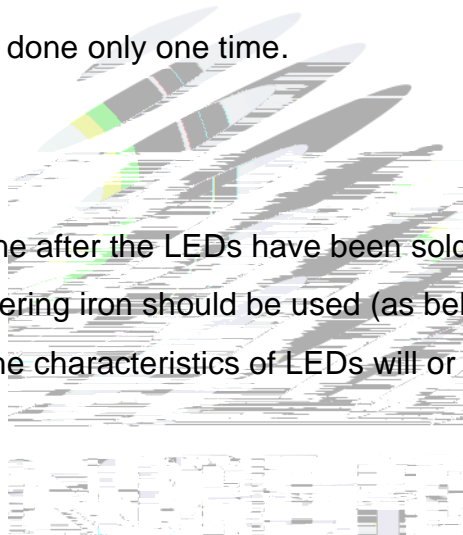 done only one time.
ne after the LEDs have been sold
ering iron should be used (as bel
ne characteristics of LEDs will or